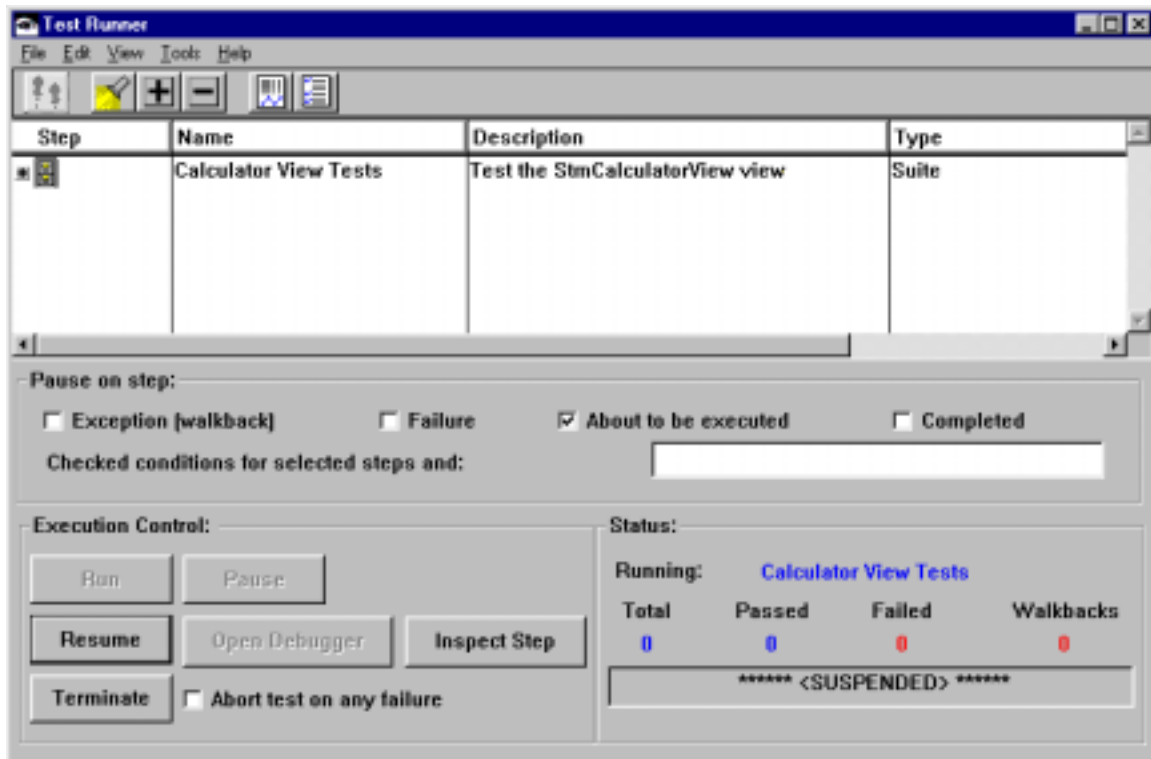 Test Runner
File Edit View Tools Help
Step Name Description Type
Calculator View Tests Test the StmCalculatorView view Suite
Pause on step:
Exception (walkback) Failure About to be executed Completed
Checked conditions for selected steps and:
Execution Control: Status:
Run Pause Running: Calculator View Tests
Total Passed Failed Walkbacks
Resume Open Debugger Inspect Step 0 0 0 0
****** <SUSPENDED> ******
Terminate Abort test on any failure